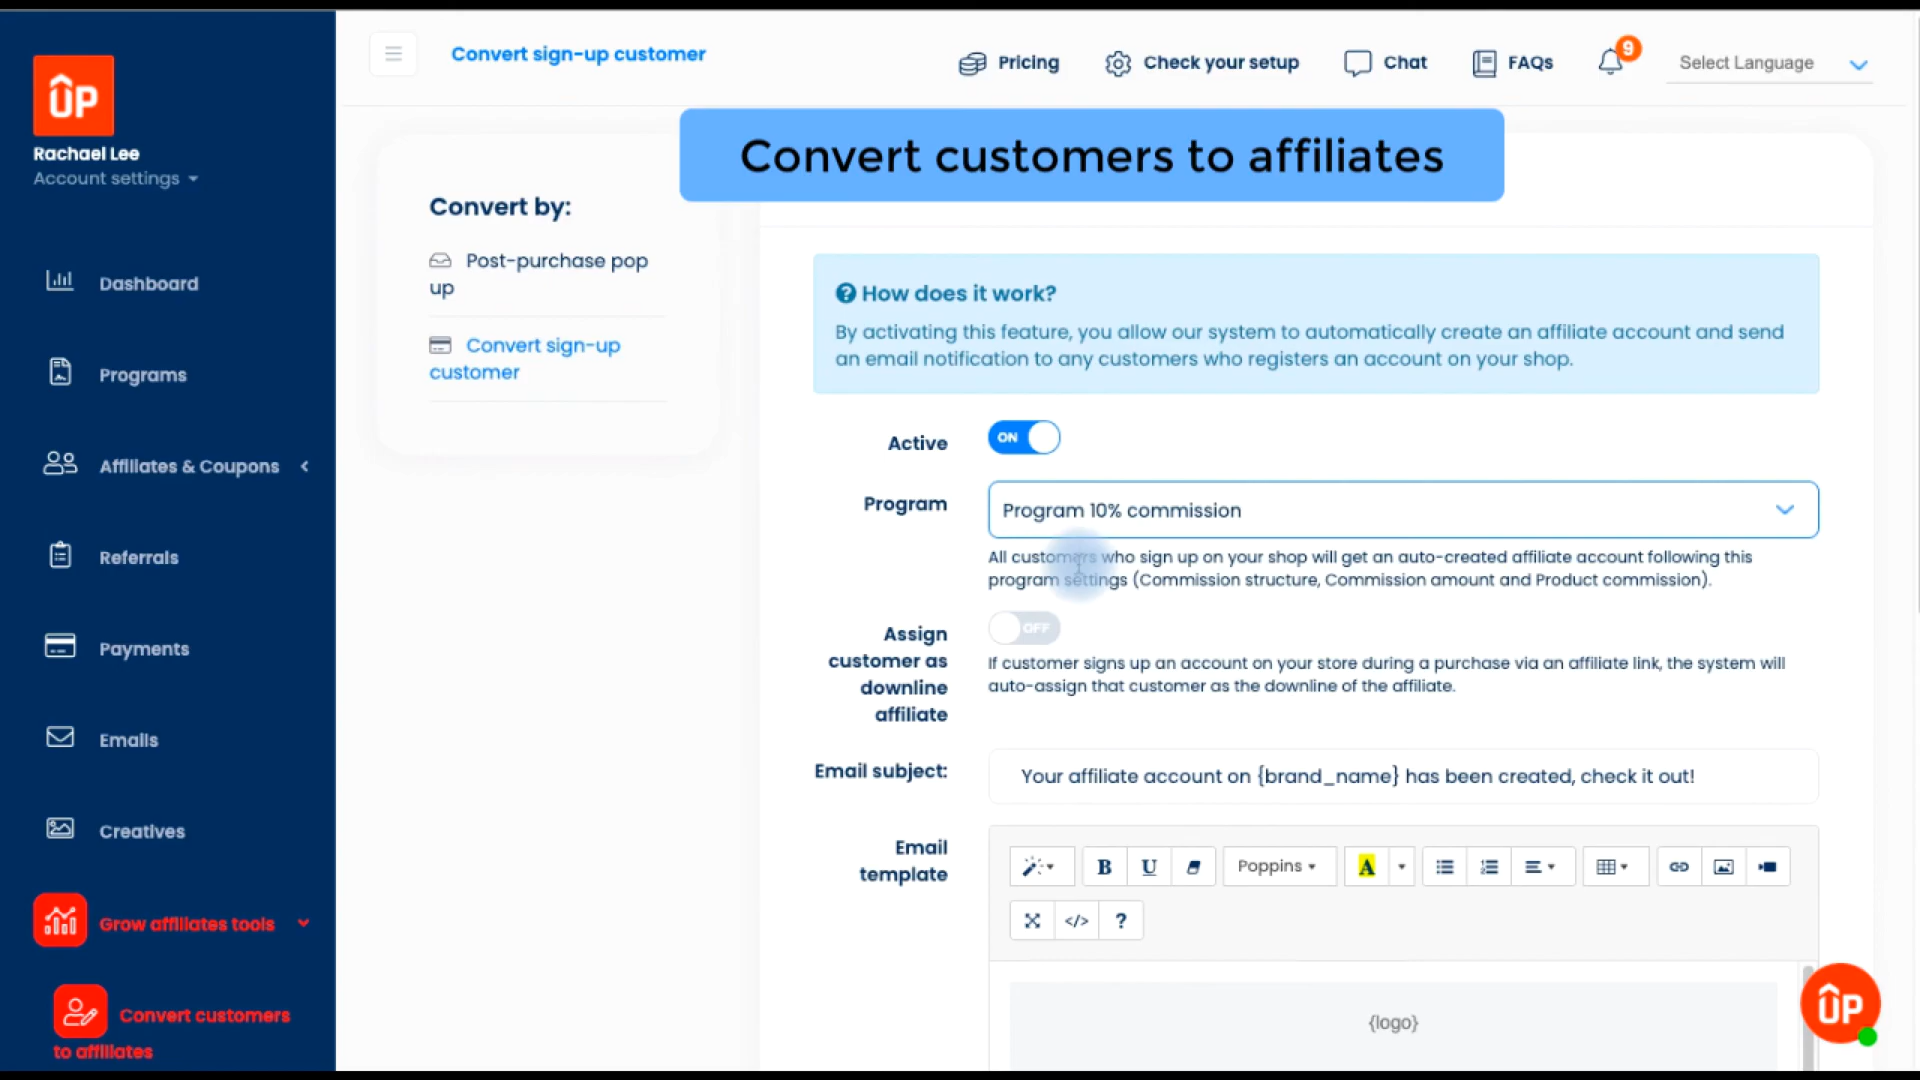 UP
Rachael Lee
Account settings
Dashboard
Programs
Affiliates & Coupons
Referrals
Payments
Emails
Creatives
Grow affiliates tools
Convert customers
to affiliates
Convert sign-up customer
Pricing
Check your setup
Chat
FAQs
9
Select Language
Convert customers to affiliates
Convert by:
Post-purchase pop
up
Convert sign-up
customer
How does it work?
By activating this feature, you allow our system to automatically create an affiliate account and send
an email notification to any customers who registers an account on your shop.
Active
ON
Program
Program 10% commission
All customers who sign up on your shop will get an auto-created affiliate account following this
program settings (Commission structure, Commission amount and Product commission).
Assign
customer as
downline
affiliate
OFF
If customer signs up an account on your store during a purchase via an affiliate link, the system will
auto-assign that customer as the downline of the affiliate.
Email subject:
Your affiliate account on {brand_name} has been created, check it out!
Email
template
B
U
Poppins
A
</>
?
{logo}
UP